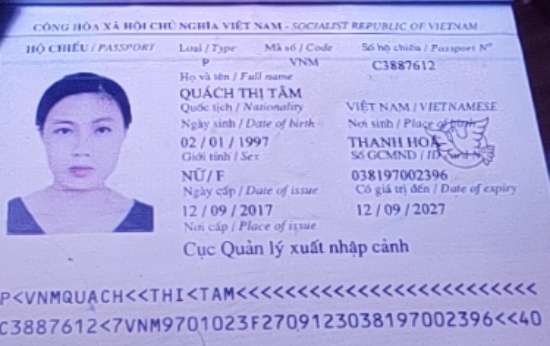 CỘNG HÒA XÃ HỘI CHỦ NGHĨA VIỆT NAM - SOCIALIST REPUBLIC OF VIETNAM
HỘ CHIẾU / PASSPORT Loại / Type Mã số / Code Số hộ chiếu / Passport Nº
P VNM C3887612
Họ và tên / Full name
QUÁCH THỊ TÂM
Quốc tịch / Nationality VIỆT NAM / VIETNAMESE
Ngày sinh / Date of birth Nơi sinh / Place of birth
02 / 01 / 1997 THANH HOÁ
Giới tính / Sex Số GCMND / ID Card Nº
NỮ / F 038197002396
Ngày cấp / Date of issue Có giá trị đến / Date of expiry
12 / 09 / 2017 12 / 09 / 2027
Nơi cấp / Place of issue
Cục Quản lý xuất nhập cảnh
P<VNMQUACH<<THI<TAM<<<<<<<<<<<<<<<<<<<<<<<<<
C3887612<7VNM9701023F2709123038197002396<<40